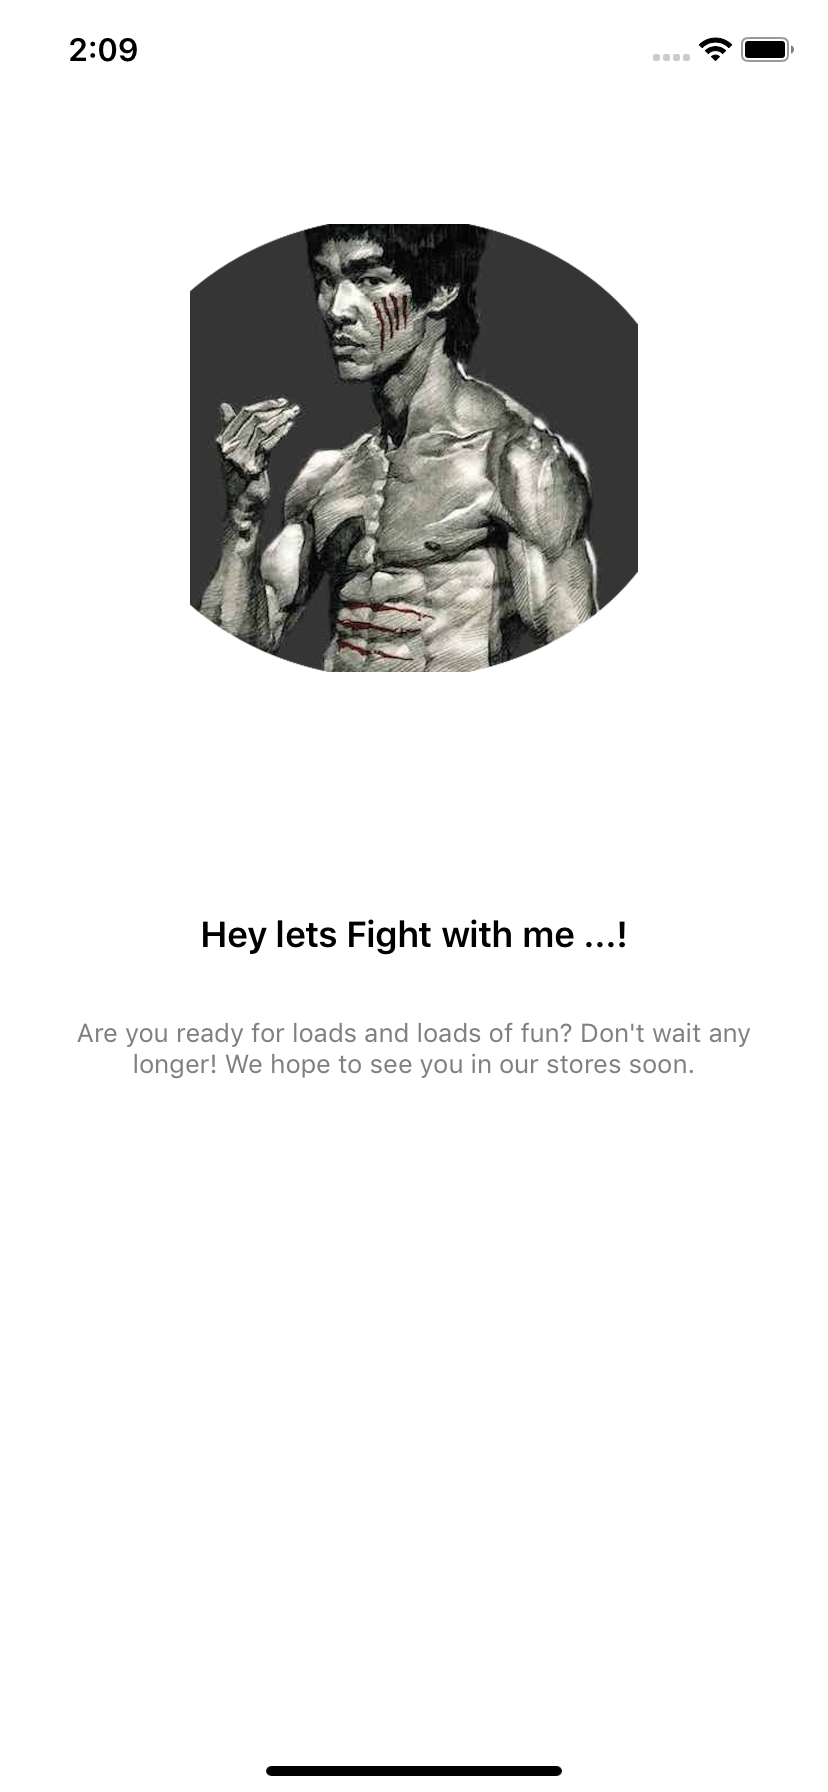 2:09
Hey lets Fight with me ...!
Are you ready for loads and loads of fun? Don't wait any
longer! We hope to see you in our stores soon.